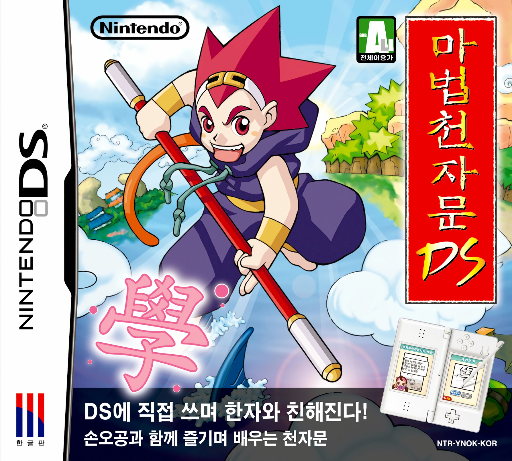 Nintendo
전체이용가
마법천자문
DS
NINTENDO DS
學
DS에 직접 쓰며 한자와 친해진다!
손오공과 함께 즐기며 배우는 천자문
한글판
NTR-YNOK-KOR